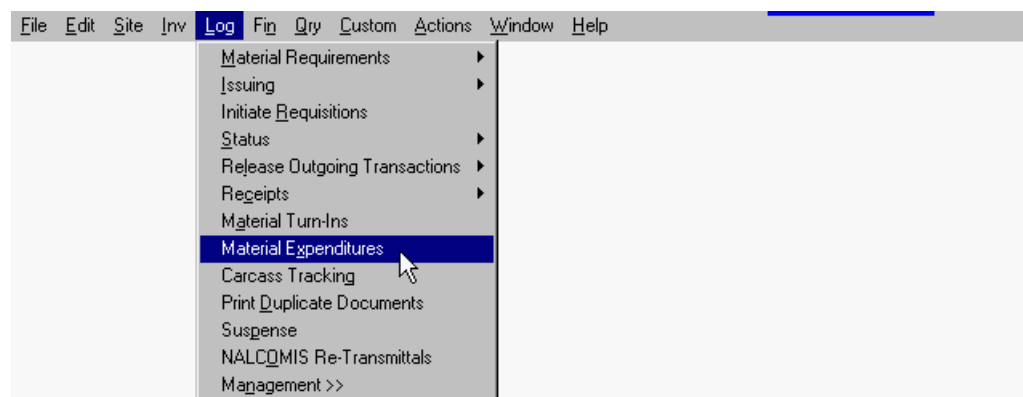 File Edit Site Inv Log Fin Qry Custom Actions Window Help
Material Requirements
Issuing
Initiate Requisitions
Status
Release Outgoing Transactions
Receipts
Material Turn-Ins
Material Expenditures
Carcass Tracking
Print Duplicate Documents
Suspense
NALCOMIS Re-Transmittals
Management >>